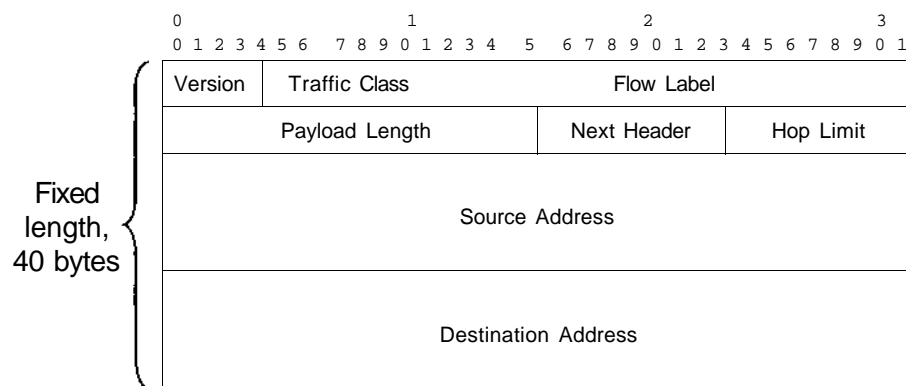 0 1 2 3
0 1 2 3 4 5 6 7 8 9 0 1 2 3 4 5 6 7 8 9 0 1 2 3 4 5 6 7 8 9 0 1
Version Traffic Class Flow Label
Payload Length Next Header Hop Limit
Fixed
length,
40 bytes
Source Address
Destination Address